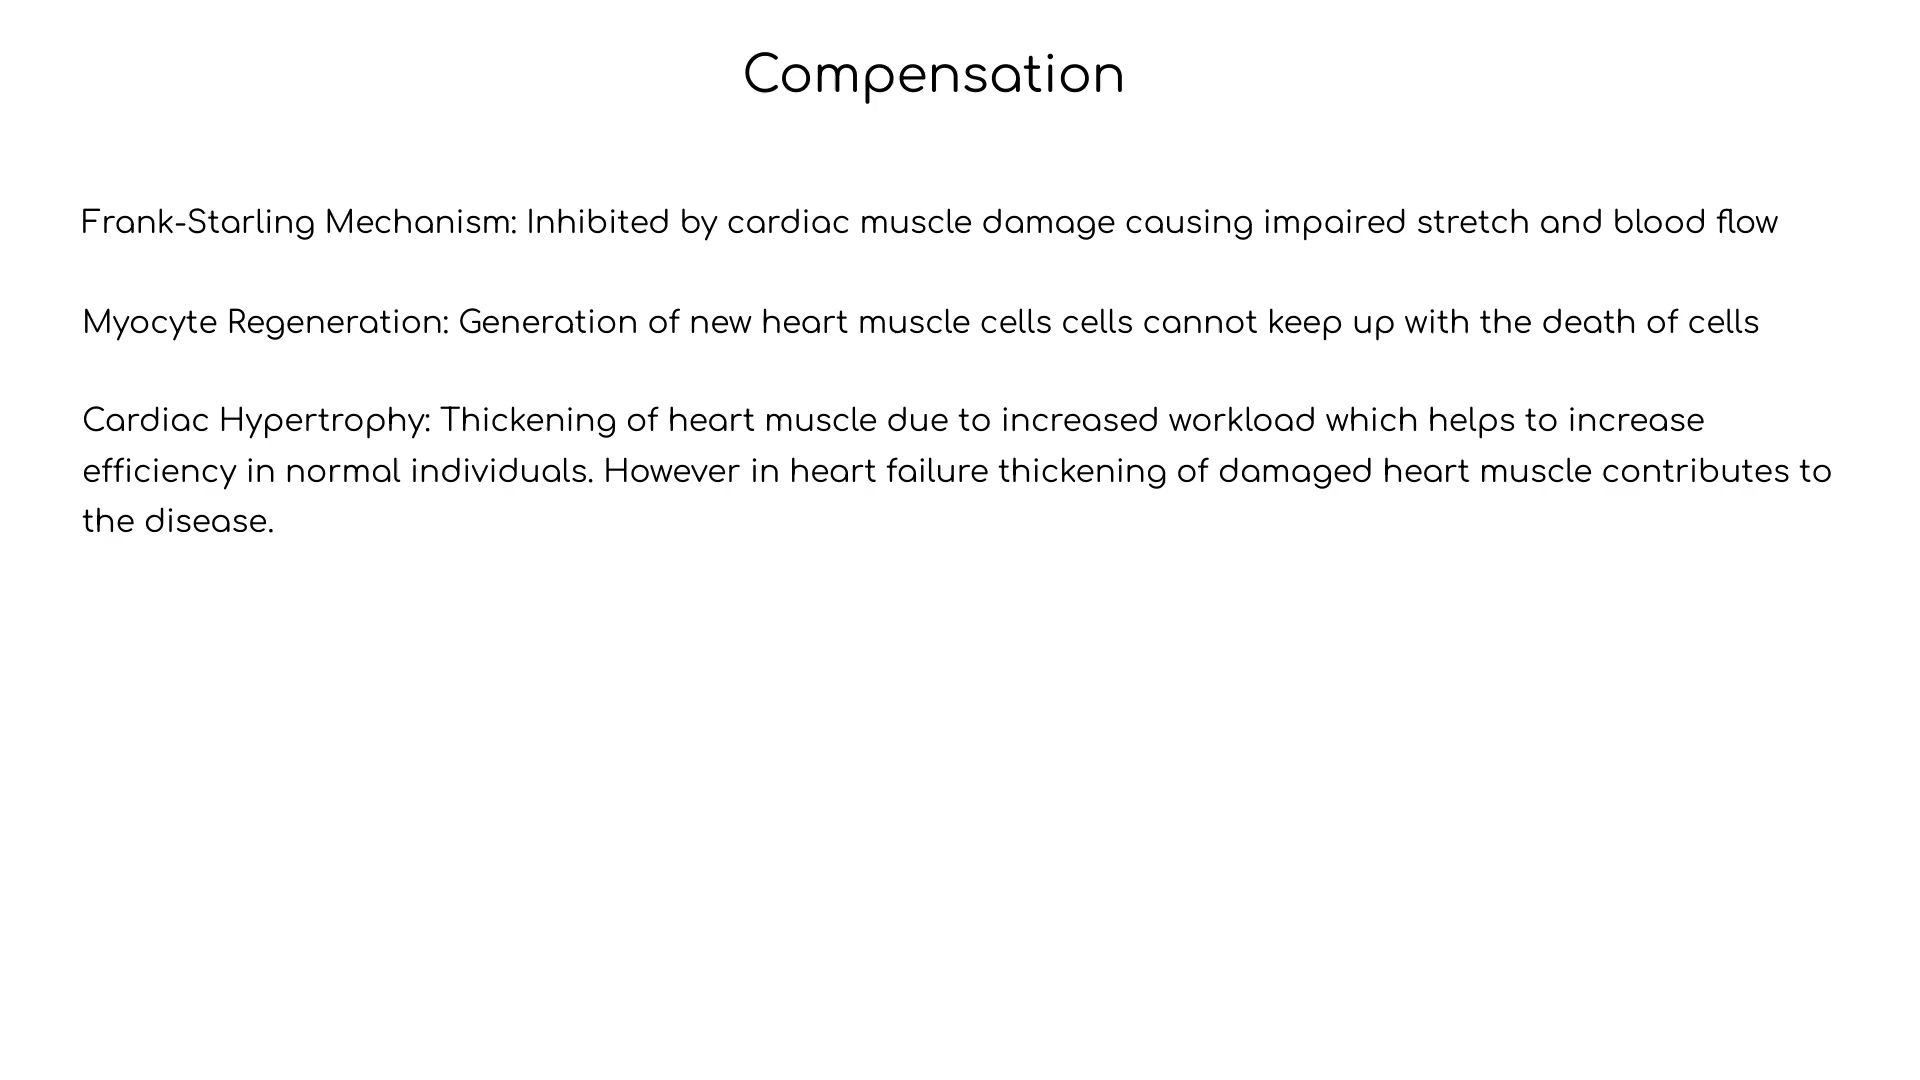 Compensation
Frank-Starling Mechanism: Inhibited by cardiac muscle damage causing impaired stretch and blood flow
Myocyte Regeneration: Generation of new heart muscle cells cells cannot keep up with the death of cells
Cardiac Hypertrophy: Thickening of heart muscle due to increased workload which helps to increase
efficiency in normal individuals. However in heart failure thickening of damaged heart muscle contributes to
the disease.